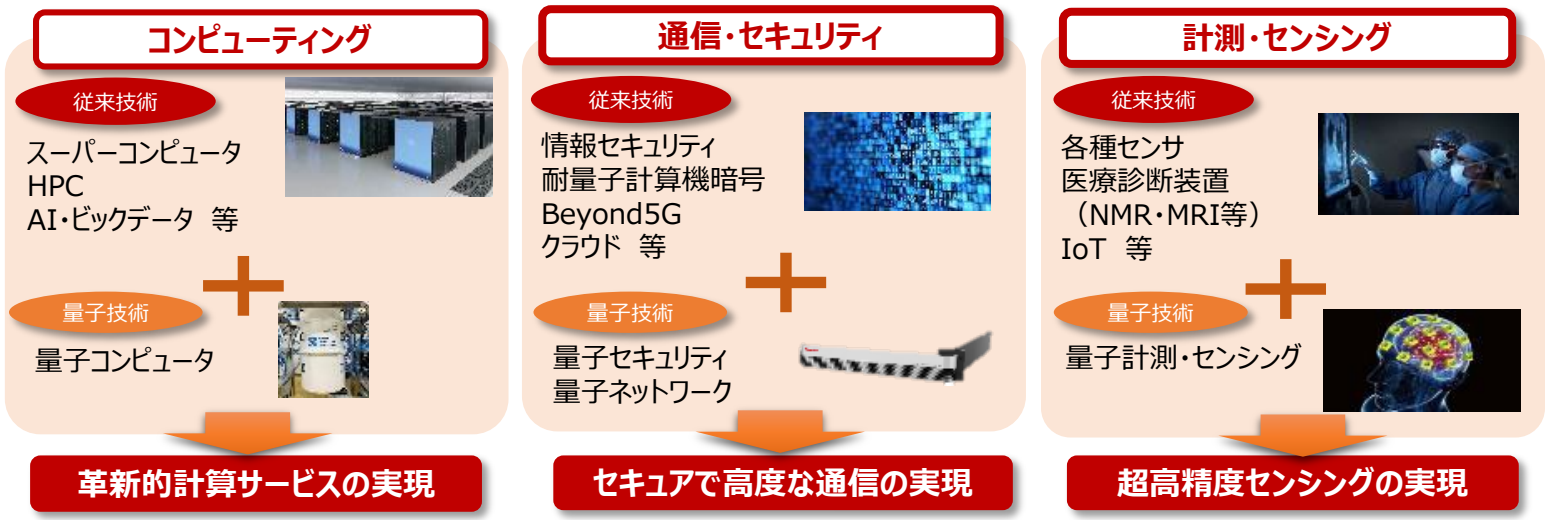 コンピューティング
従来技術
スーパーコンピュータ
HPC
AI・ビックデータ 等
量子技術
量子コンピュータ
革新的計算サービスの実現
通信・セキュリティ
従来技術
情報セキュリティ
耐量子計算機暗号
Beyond5G
クラウド 等
量子技術
量子セキュリティ
量子ネットワーク
セキュアで高度な通信の実現
計測・センシング
従来技術
各種センサ
医療診断装置
（NMR・MRI等）
IoT 等
量子技術
量子計測・センシング
超高精度センシングの実現